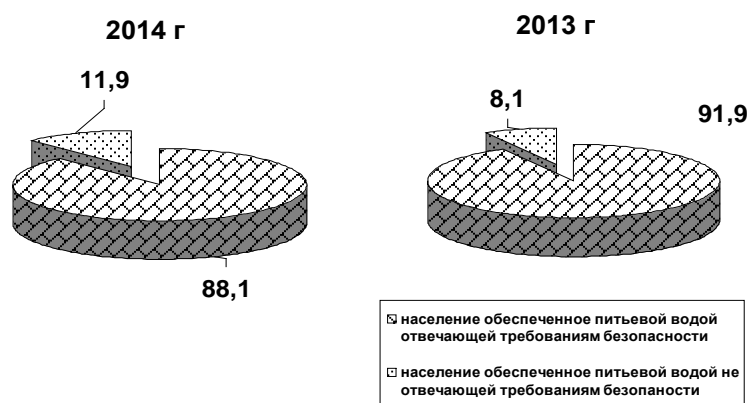 2014 г
2013 г
11,9
8,1
91,9
88,1
население обеспеченное питьевой водой
отвечающей требованиям безопасности
население обеспеченное питьевой водой не
отвечающей требованиям безопаности